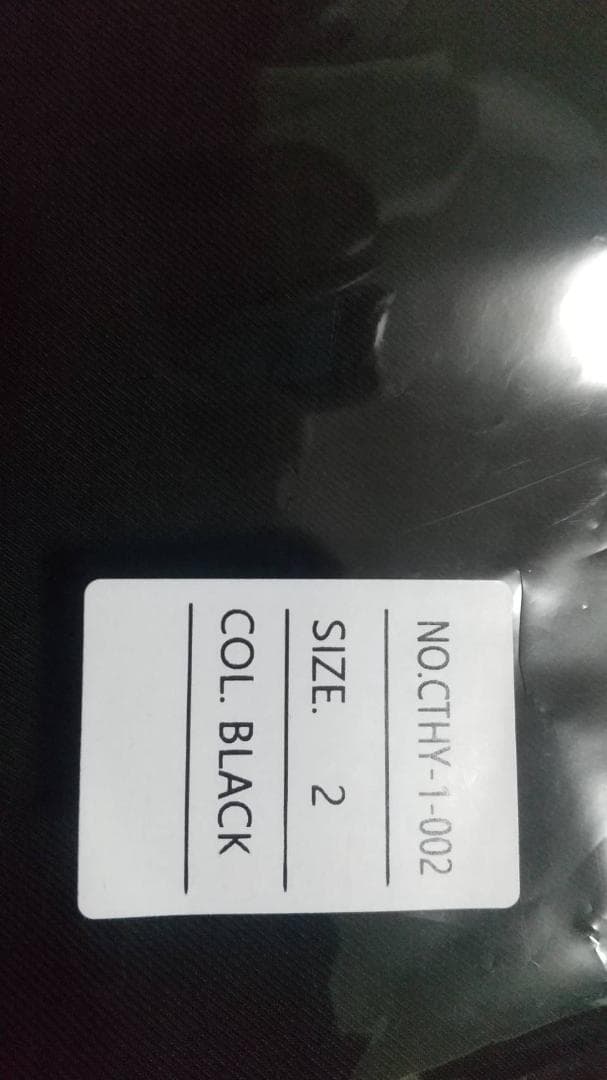 NO.CTHY-1-002
SIZE. 2
COL. BLACK